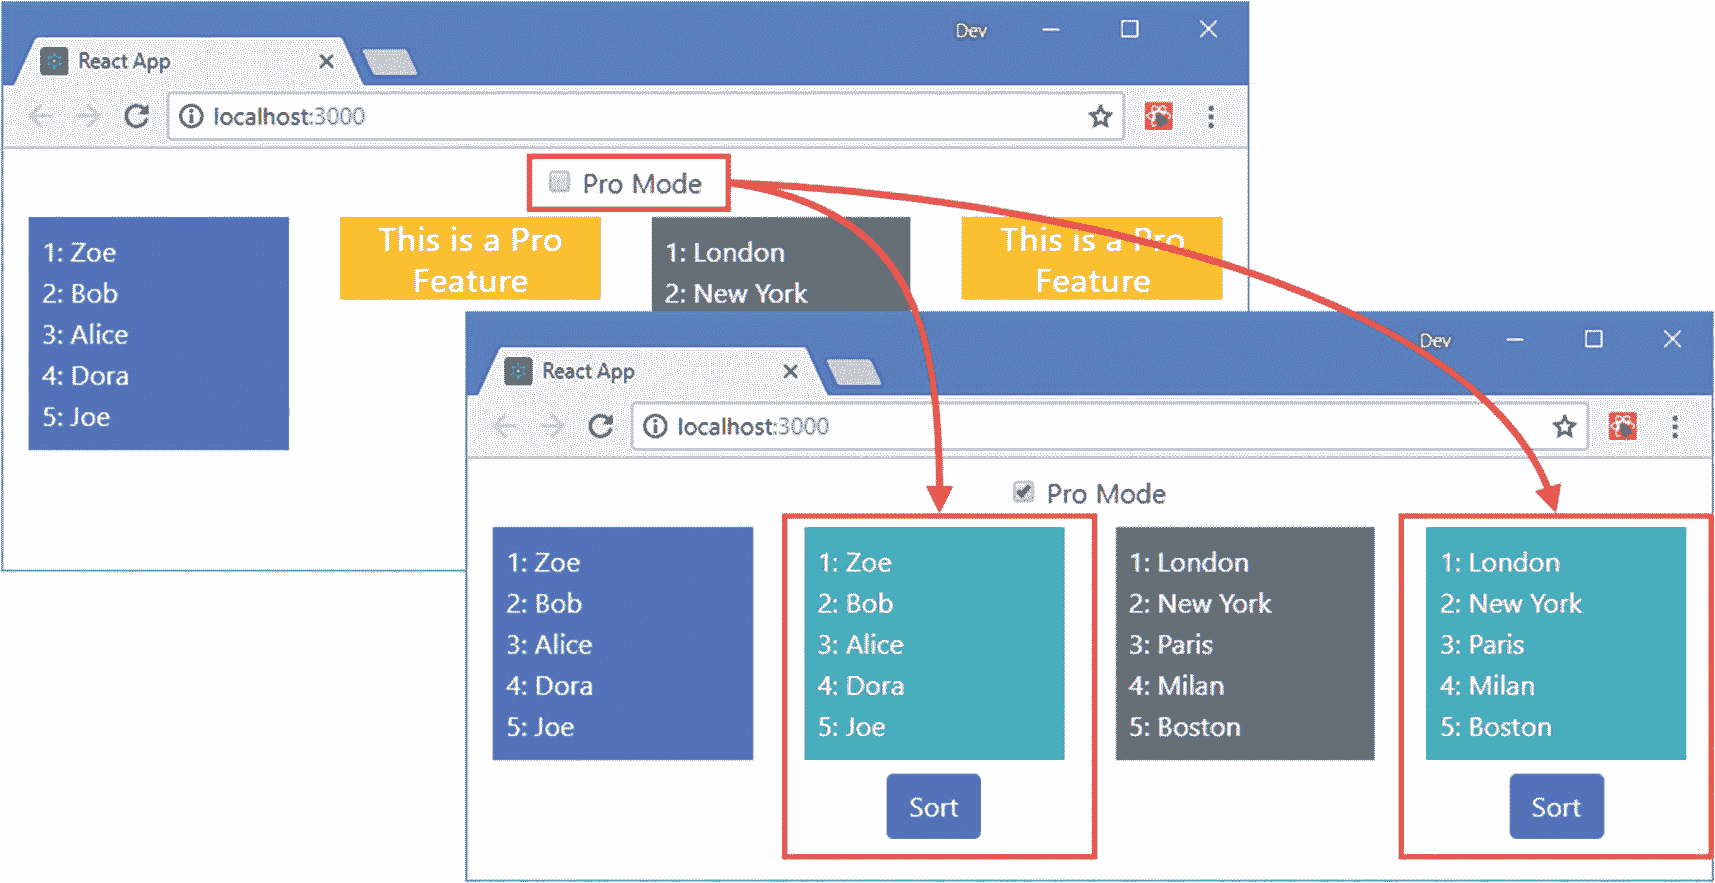 Dev
React App
localhost:3000
Pro Mode
1: Zoe
2: Bob
3: Alice
4: Dora
5: Joe
This is a Pro
Feature
1: London
2: New York
This is a Pro
Feature
Dev
React App
localhost:3000
Pro Mode
1: Zoe
2: Bob
3: Alice
4: Dora
5: Joe
1: Zoe
2: Bob
3: Alice
4: Dora
5: Joe
Sort
1: London
2: New York
3: Paris
4: Milan
5: Boston
1: London
2: New York
3: Paris
4: Milan
5: Boston
Sort